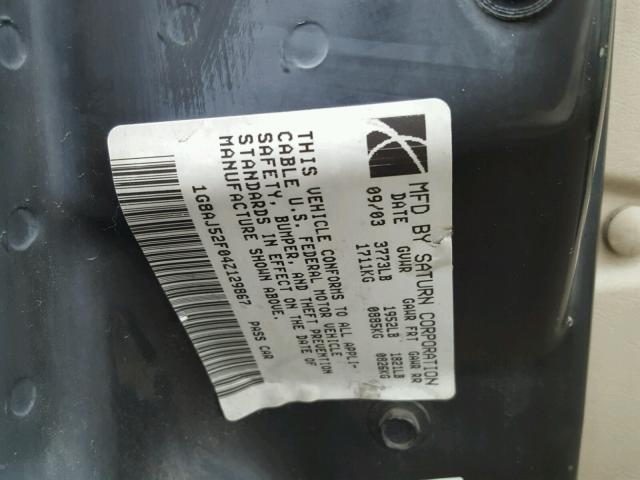 MFD BY SATURN CORPORATION
DATE GVWR GAWR FRT GAWR RR
09/03 3773LB 1952LB 1821LB
1711KG 0885KG 0826KG
THIS VEHICLE CONFORMS TO ALL APPLI-
CABLE U.S. FEDERAL MOTOR VEHICLE
SAFETY, BUMPER, AND THEFT PREVENTION
STANDARDS IN EFFECT ON THE DATE OF
MANUFACTURE SHOWN ABOVE.
1G8AJ52F04Z129867 PASS CAR